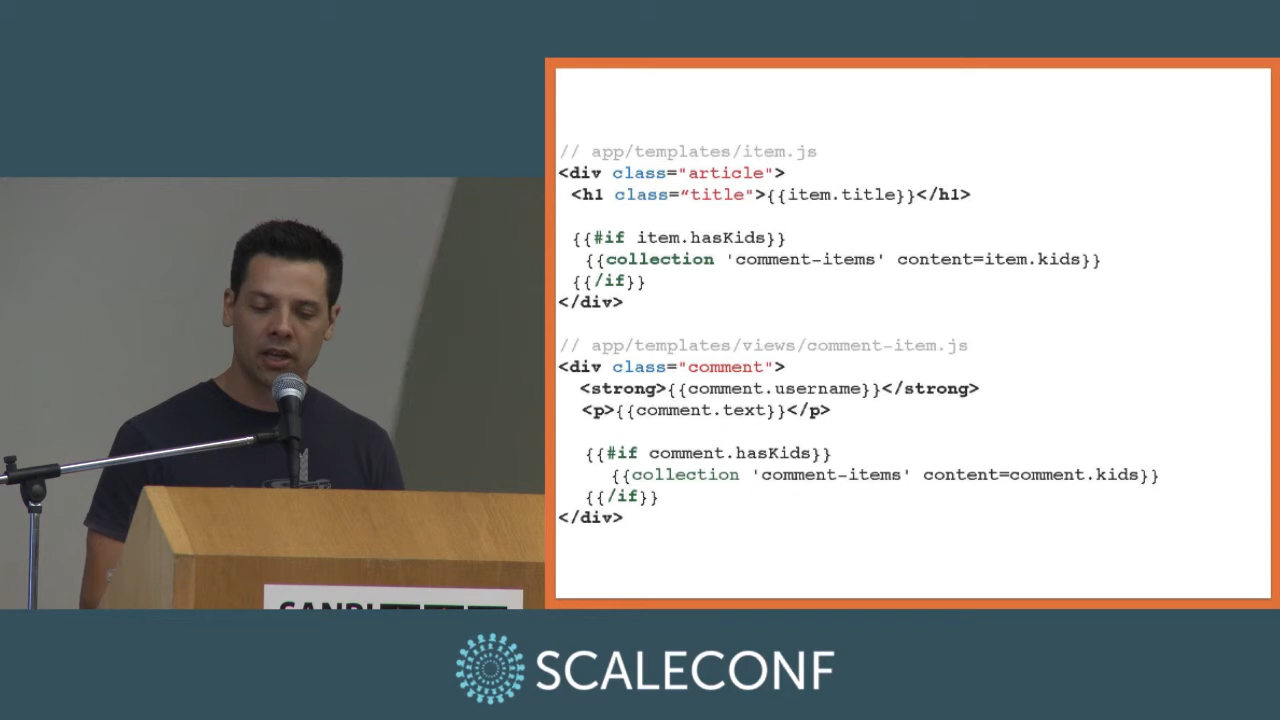 // app/templates/item.js
<div class="article">
<h1 class=“title">{{item.title}}</h1>
{{#if item.hasKids}}
{{collection 'comment-items' content=item.kids}}
{{/if}}
</div>
// app/templates/views/comment-item.js
<div class="comment">
<strong>{{comment.username}}</strong>
<p>{{comment.text}}</p>
{{#if comment.hasKids}}
{{collection 'comment-items' content=comment.kids}}
{{/if}}
</div>
SCALECONF